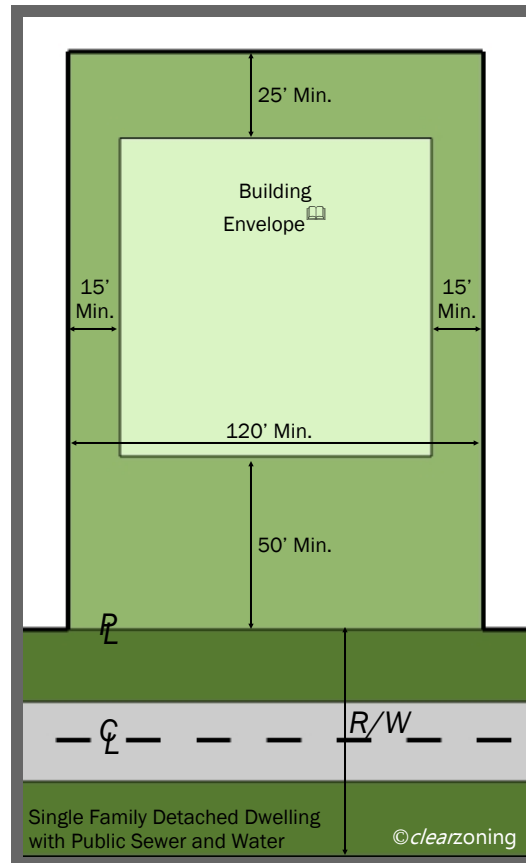 25’ Min.
Building
Envelope
15’
Min.
15’
Min.
120’ Min.
50’ Min.
PL
CL
R/W
Single Family Detached Dwelling
with Public Sewer and Water
©clearzoning